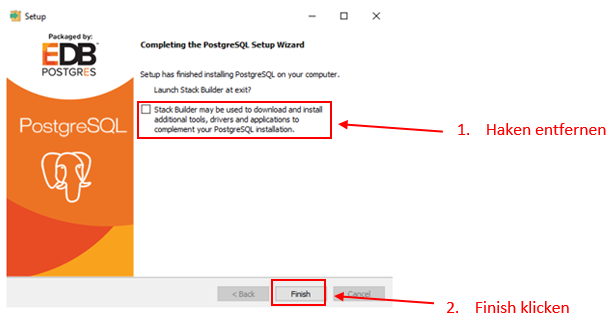 Setup
Packaged by:
EDB
POSTGRES
PostgreSQL
Completing the PostgreSQL Setup Wizard
Setup has finished installing PostgreSQL on your computer.
Launch Stack Builder at exit?
Stack Builder may be used to download and install
additional tools, drivers and applications to
complement your PostgreSQL installation.
1. Haken entfernen
< Back
Finish
Cancel
2. Finish klicken